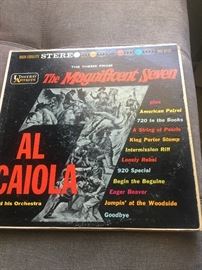 HIGH FIDELITY STEREO
UNITED ARTISTS
THE THEME FROM
The Magnificent Seven
Plus
American Patrol
720 in the Books
A String of Pearls
King Porter Stomp
Intermission Riff
Lonely Rebel
920 Special
Begin the Beguine
Eager Beaver
Jumpin' at the Woodside
Goodbye
AL
CAIOLA
and his Orchestra